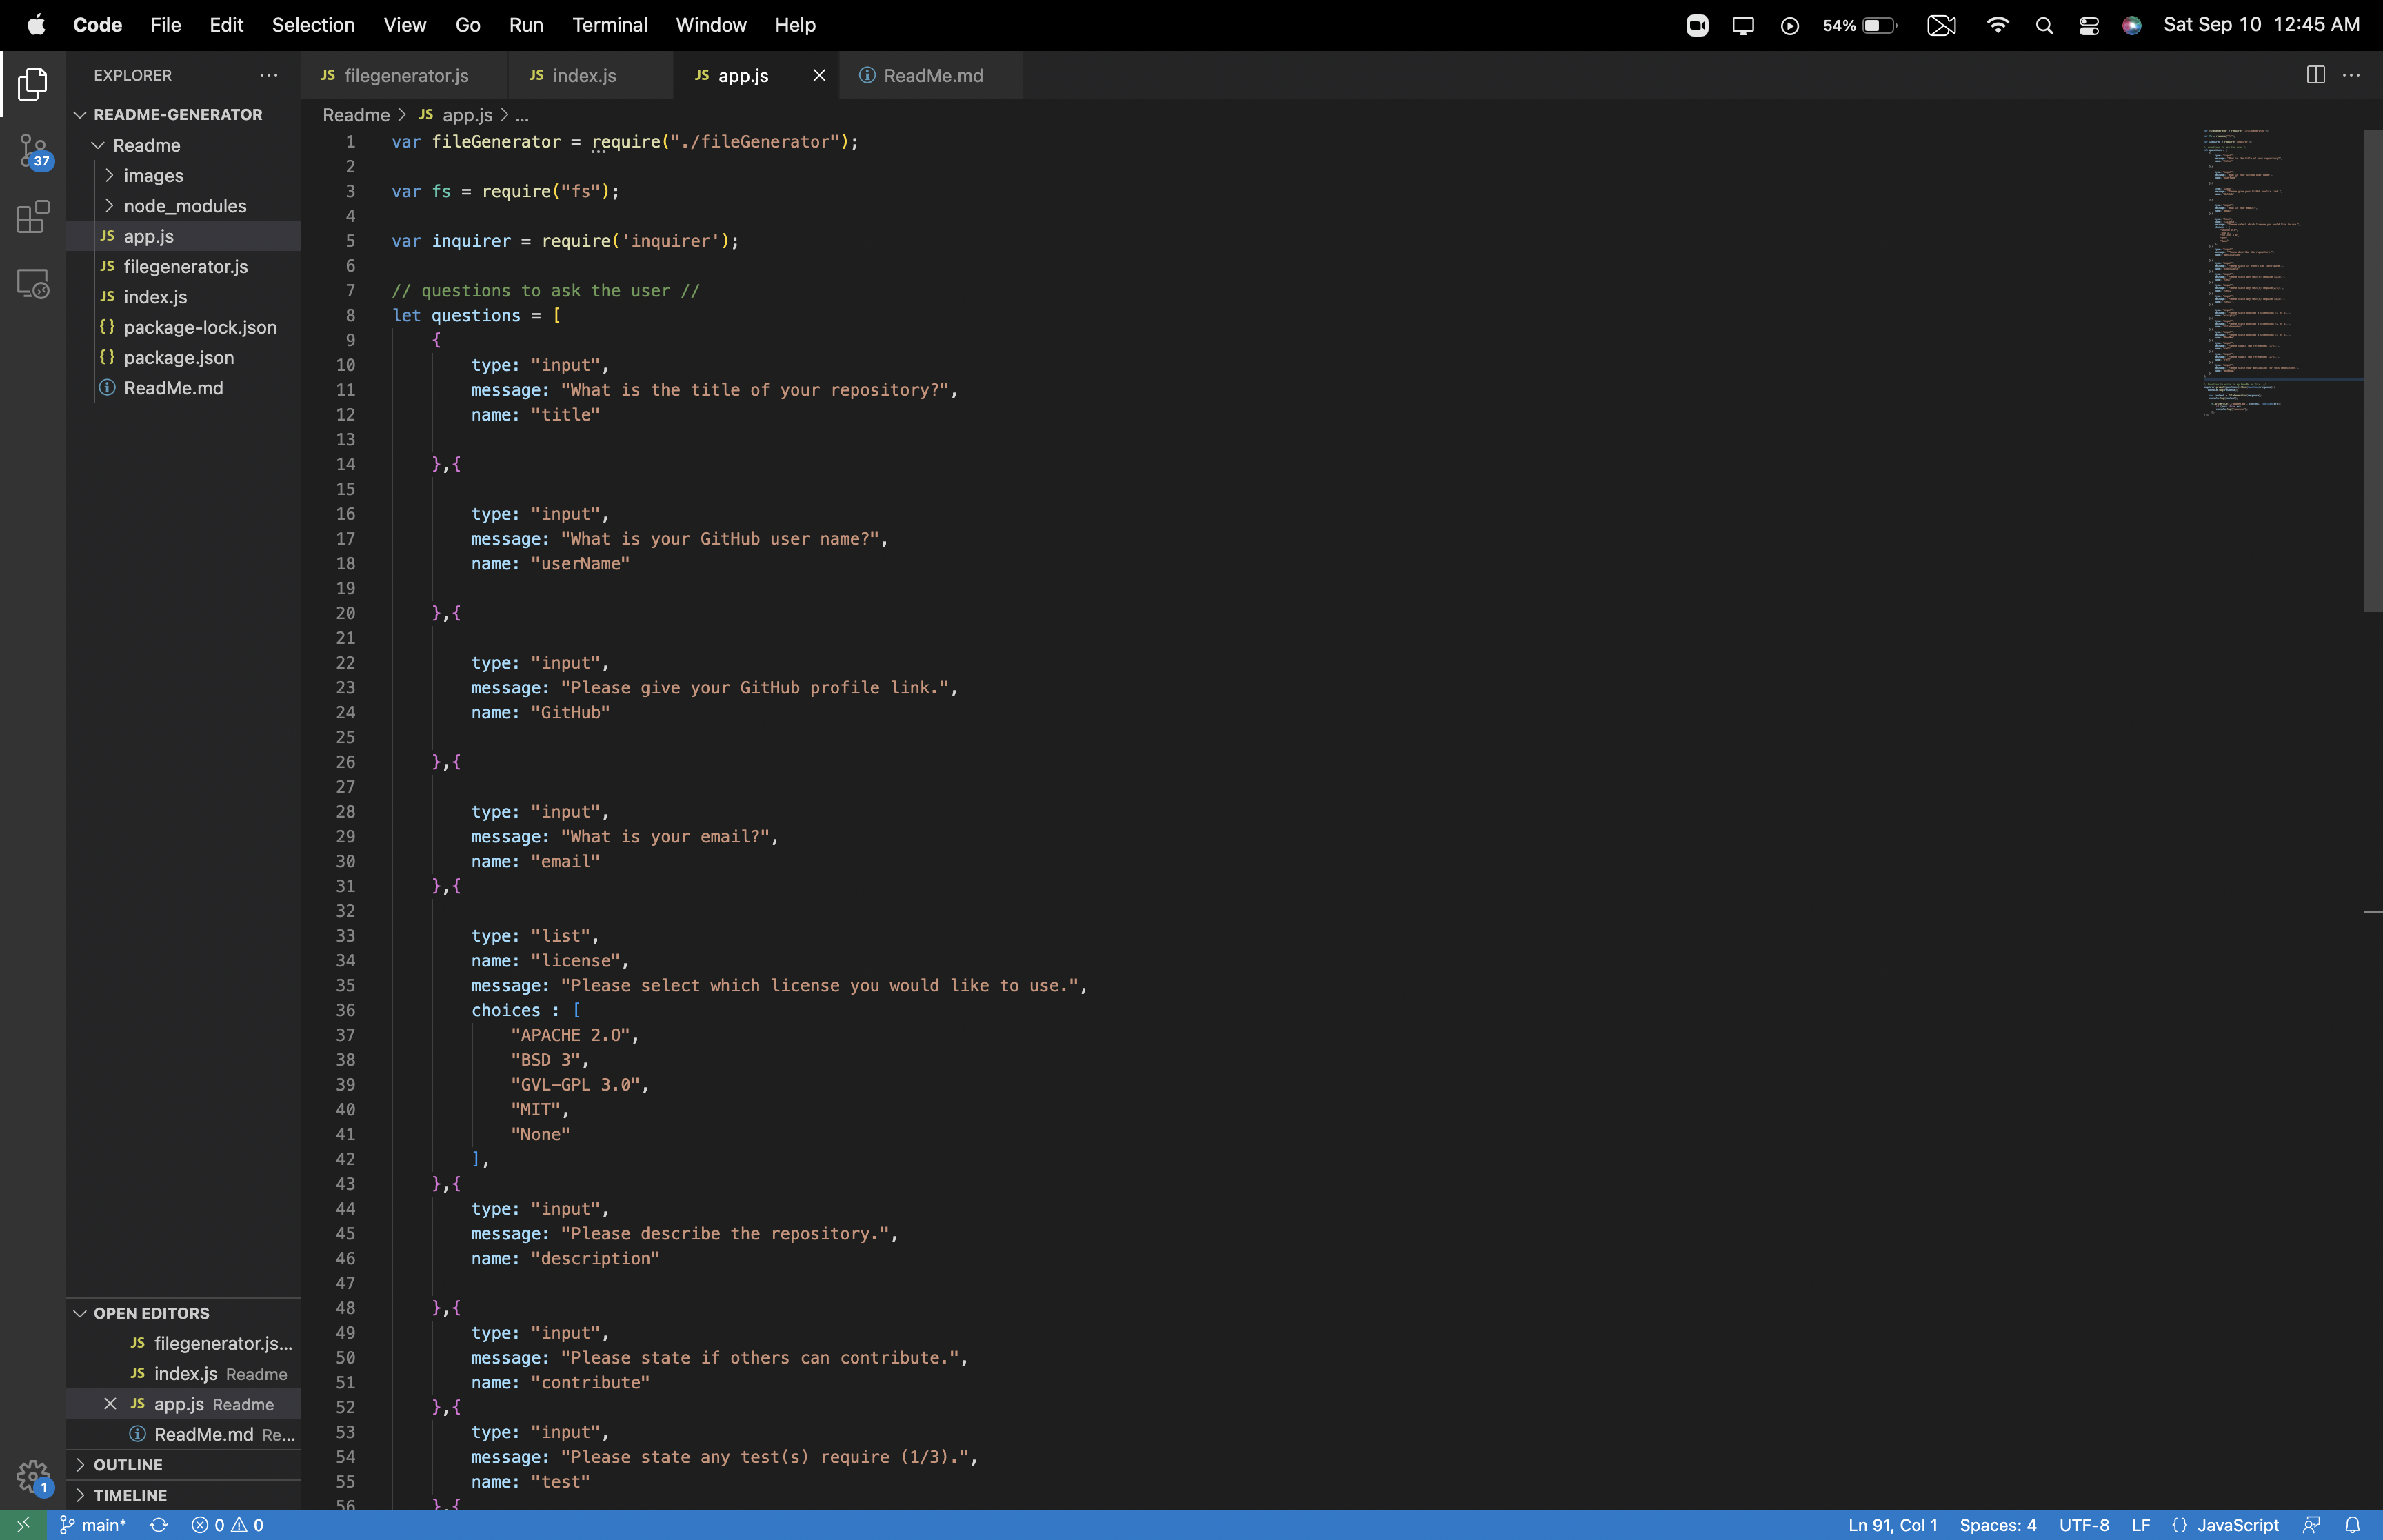 Code File Edit Selection View Go Run Terminal Window Help 54% Sat Sep 10 12:45 AM
EXPLORER ...
JS filegenerator.js JS index.js JS app.js ReadMe.md ...
README-GENERATOR
Readme
images
node_modules
JS app.js
JS filegenerator.js
JS index.js
{} package-lock.json
{} package.json
ReadMe.md
37
Readme > JS app.js > ...
1 var fileGenerator = require("./fileGenerator");
2
3 var fs = require("fs");
4
5 var inquirer = require('inquirer');
6
7 // questions to ask the user //
8 let questions = [
9 {
10 type: "input",
11 message: "What is the title of your repository?",
12 name: "title"
13
14 },{
15
16 type: "input",
17 message: "What is your GitHub user name?",
18 name: "userName"
19
20 },{
21
22 type: "input",
23 message: "Please give your GitHub profile link.",
24 name: "GitHub"
25
26 },{
27
28 type: "input",
29 message: "What is your email?",
30 name: "email"
31 },{
32
33 type: "list",
34 name: "license",
35 message: "Please select which license you would like to use.",
36 choices : [
37 "APACHE 2.O",
38 "BSD 3",
39 "GVL-GPL 3.0",
40 "MIT",
41 "None"
42 ],
43 },{
44 type: "input",
45 message: "Please describe the repository.",
46 name: "description"
47
48 },{
49 type: "input",
50 message: "Please state if others can contribute.",
51 name: "contribute"
52 },{
53 type: "input",
54 message: "Please state any test(s) require (1/3).",
55 name: "test"
56 },{
OPEN EDITORS
JS filegenerator.js...
JS index.js Readme
JS app.js Readme
ReadMe.md Re...
OUTLINE
TIMELINE
1
main* 0 0 Ln 91, Col 1 Spaces: 4 UTF-8 LF {} JavaScript